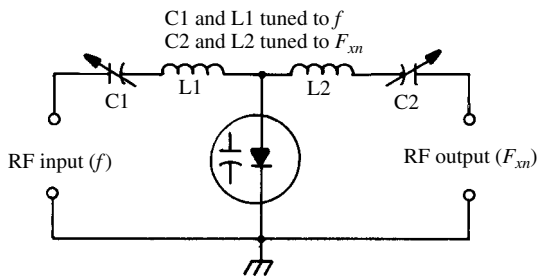 C1 and L1 tuned to f
C2 and L2 tuned to Fxn
C1
L1
L2
C2
RF input (f)
RF output (Fxn)